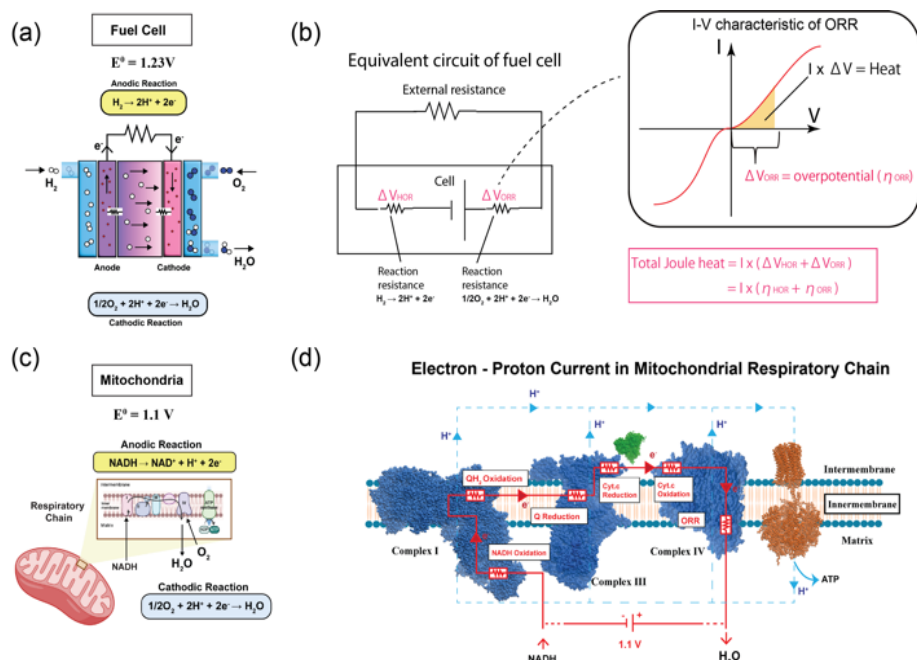 (a)
Fuel Cell
E⁰ = 1.23V
Anodic Reaction
H₂ → 2H⁺ + 2e⁻
e⁻
e⁻
H₂
O₂
H₂O
Anode
Cathode
1/2O₂ + 2H⁺ + 2e⁻ → H₂O
Cathodic Reaction
(b)
Equivalent circuit of fuel cell
External resistance
Cell
ΔV_HOR
ΔV_ORR
Reaction
resistance
H₂ → 2H⁺ + 2e⁻
Reaction
resistance
1/2O₂ + 2H⁺ + 2e⁻ → H₂O
I-V characteristic of ORR
I
I x ΔV = Heat
V
ΔV_ORR = overpotential (η_ORR)
Total Joule heat = I x (ΔV_HOR + ΔV_ORR)
= I x (η_HOR + η_ORR)
(c)
Mitochondria
E⁰ = 1.1 V
Anodic Reaction
NADH → NAD⁺ + H⁺ + 2e⁻
Respiratory
Chain
Intermembrane
Matrix
NADH
H₂O
O₂
Cathodic Reaction
1/2O₂ + 2H⁺ + 2e⁻ → H₂O
(d)
Electron - Proton Current in Mitochondrial Respiratory Chain
H⁺
H⁺
H⁺
H⁺
QH₂ Oxidation
e⁻
Q Reduction
Cyt.c
Reduction
e⁻
Cyt.c
Oxidation
ORR
NADH Oxidation
Complex I
Complex III
Complex IV
Intermembrane
Innermembrane
Matrix
ATP
H⁺
- +
1.1 V
NADH
H₂O